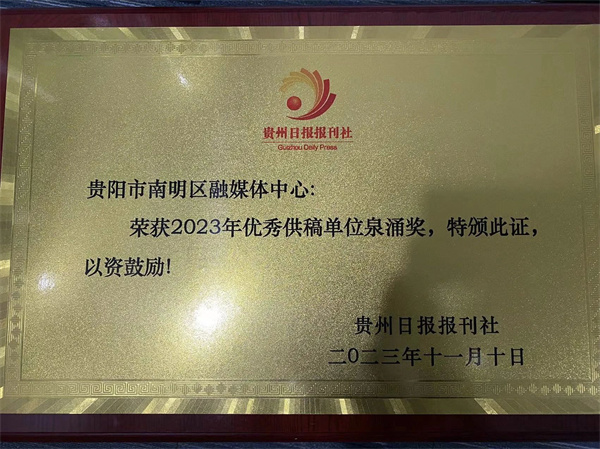 贵州日报报刊社
Guizhou Daily Press
贵阳市南明区融媒体中心:
荣获2023年优秀供稿单位泉涌奖，特颁此证，
以资鼓励!
贵州日报报刊社
二〇二三年十一月十日